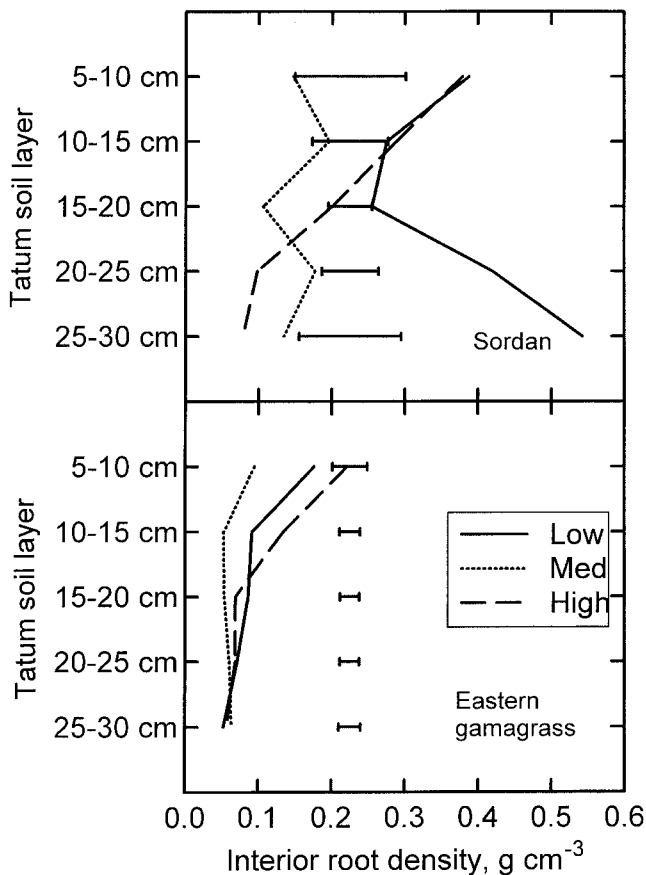 Tatum soil layer
5-10 cm
10-15 cm
15-20 cm
20-25 cm
25-30 cm
Sordan
Tatum soil layer
5-10 cm
10-15 cm
15-20 cm
20-25 cm
25-30 cm
Low
Med
High
Eastern
gamagrass
0.0 0.1 0.2 0.3 0.4 0.5 0.6
Interior root density, g cm⁻³